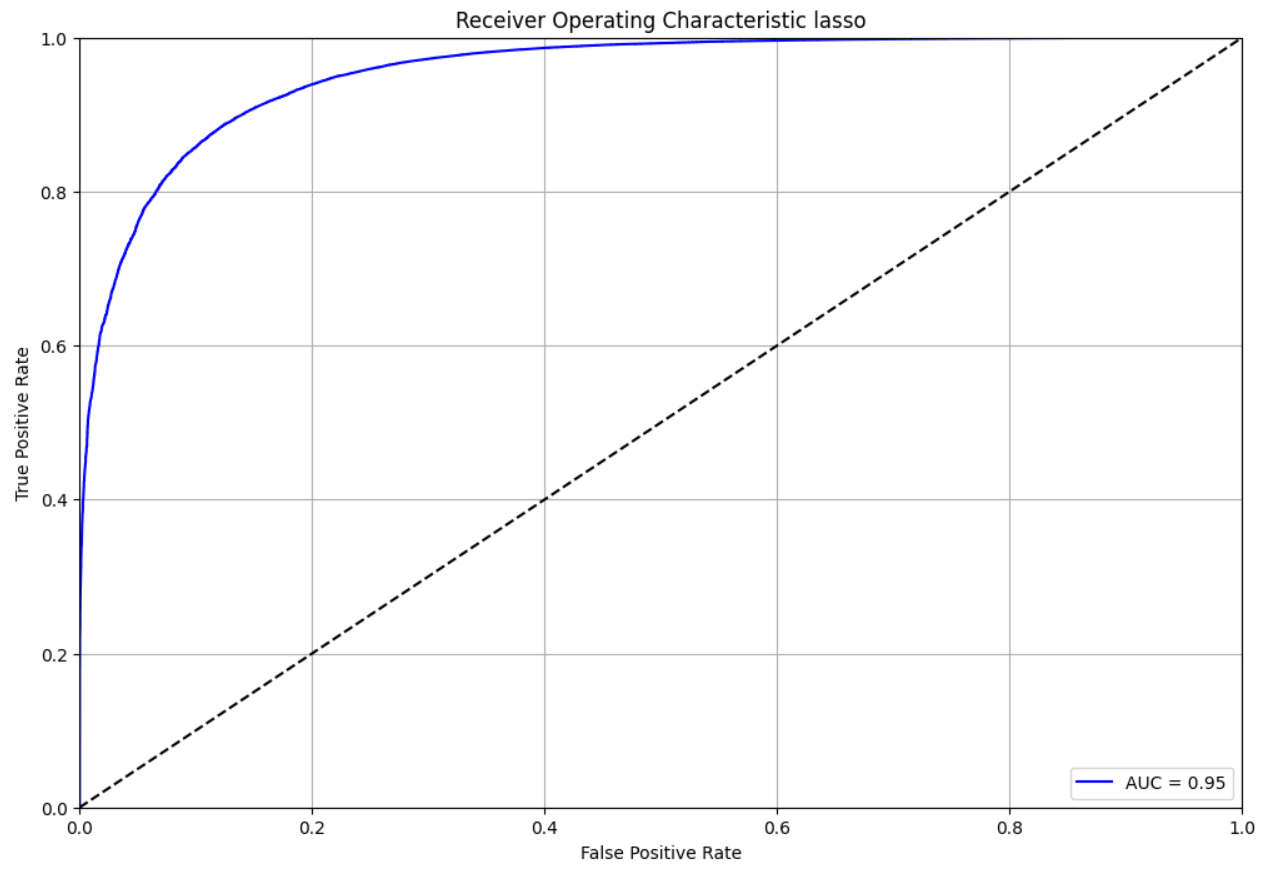 Receiver Operating Characteristic lasso
1.0
0.8
0.6
0.4
0.2
0.0
True Positive Rate
AUC = 0.95
0.0 0.2 0.4 0.6 0.8 1.0
False Positive Rate